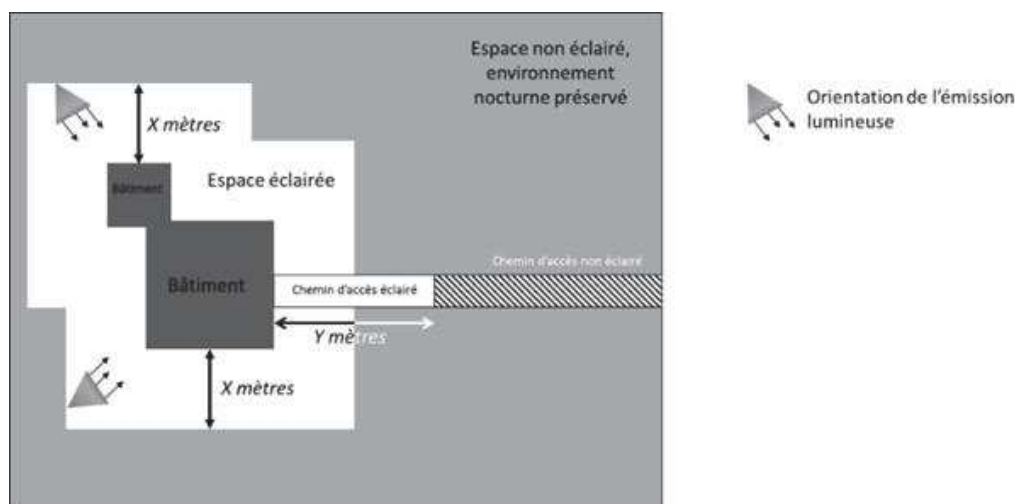 Espace non éclairé,
environnement
nocturne préservé
Orientation de l'émission
lumineuse
X mètres
Bâtiment
Espace éclairée
Chemin d'accès non éclairé
Bâtiment
Chemin d'accès éclairé
Y mètres
X mètres